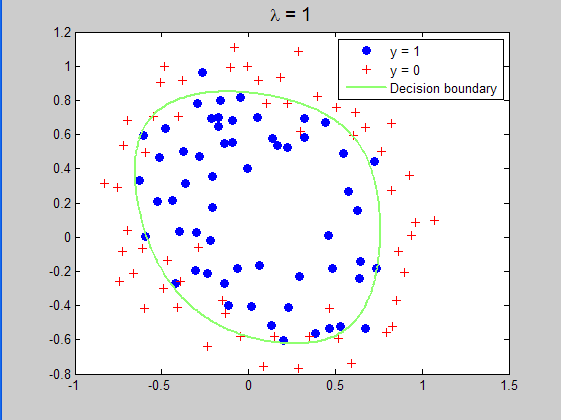 λ = 1
y = 1
y = 0
Decision boundary
1.2
1
0.8
0.6
0.4
0.2
0
-0.2
-0.4
-0.6
-0.8
-1 -0.5 0 0.5 1 1.5